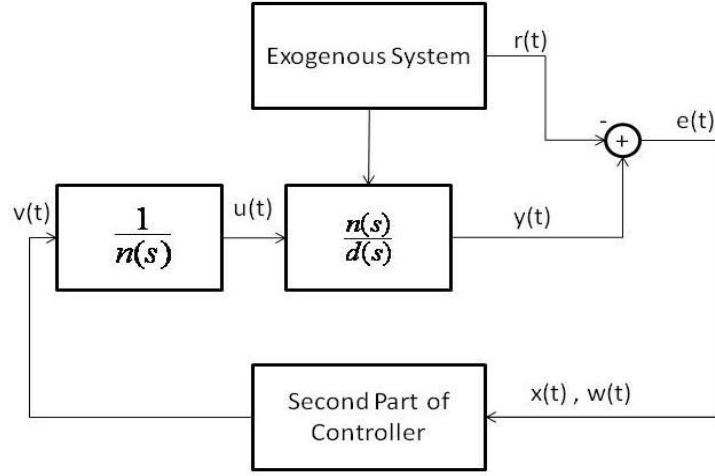 Exogenous System
r(t)
-
+
e(t)
v(t)
1
n(s)
u(t)
n(s)
d(s)
y(t)
Second Part of
Controller
x(t) , w(t)